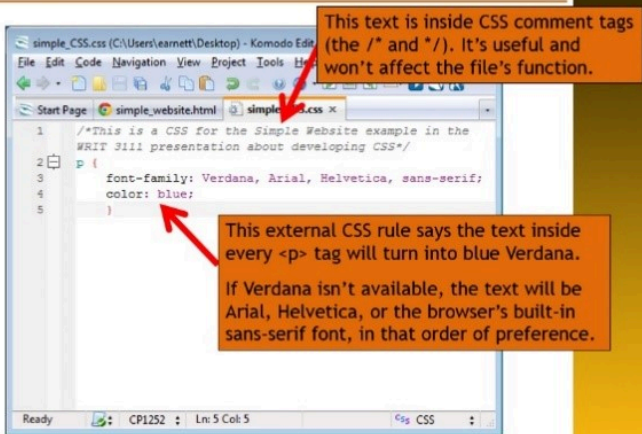 This text is inside CSS comment tags
(the /* and */). It's useful and
won't affect the file's function.
simple_CSS.css (C:\Users\earnett\Desktop) - Komodo Edit
File Edit Code Navigation View Project Tools
Start Page simple_website.html .css ×
1 /*This is a CSS for the Simple Website example in the
WRIT 3111 presentation about developing CSS*/
2 p {
3 font-family: Verdana, Arial, Helvetica, sans-serif;
4 color: blue;
5 }
This external CSS rule says the text inside
every <p> tag will turn into blue Verdana.
If Verdana isn't available, the text will be
Arial, Helvetica, or the browser's built-in
sans-serif font, in that order of preference.
Ready CP1252 : Ln: 5 Col: 5 CSS CSS :